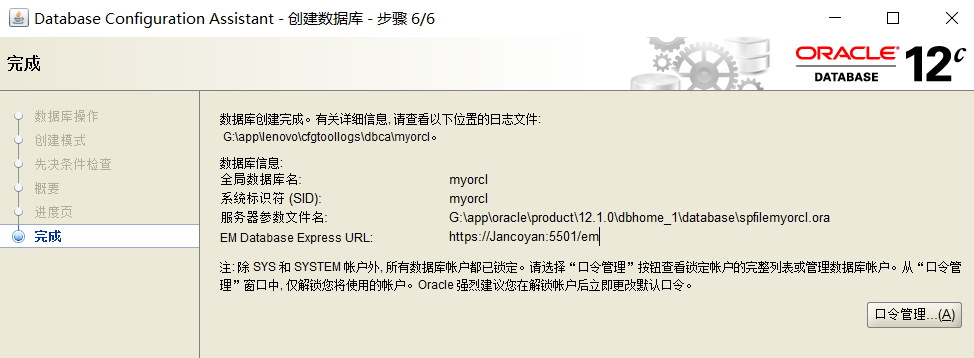 Database Configuration Assistant - 创建数据库 - 步骤 6/6
完成
ORACLE
DATABASE
12c
数据库操作
创建模式
先决条件检查
概要
进度页
完成
数据库创建完成。有关详细信息, 请查看以下位置的日志文件:
G:\app\lenovo\cfgtoollogs\dbca\myorcl。
数据库信息:
全局数据库名: myorcl
系统标识符 (SID): myorcl
服务器参数文件名: G:\app\oracle\product\12.1.0\dbhome_1\database\spfilemyorcl.ora
EM Database Express URL: https://Jancoyan:5501/em
注: 除 SYS 和 SYSTEM 帐户外, 所有数据库帐户都已锁定。请选择“口令管理”按钮查看锁定帐户的完整列表或管理数据库帐户。从“口令管
理”窗口中, 仅解锁您将使用的帐户。Oracle 强烈建议您在解锁帐户后立即更改默认口令。
口令管理...(A)